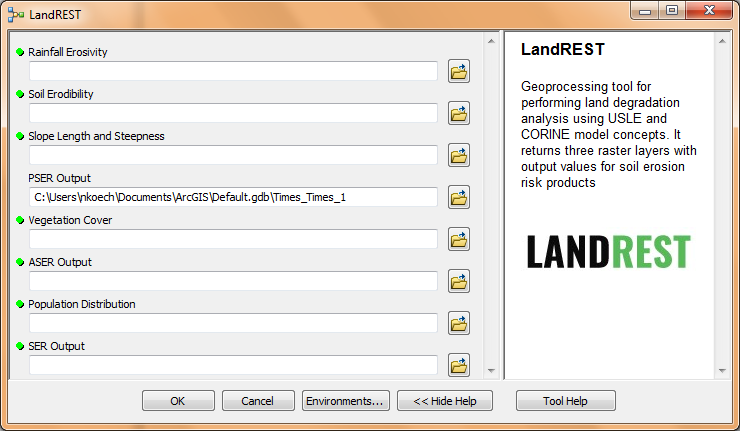 LandREST
Rainfall Erosivity
Soil Erodibility
Slope Length and Steepness
PSER Output
C:\Users\nkoech\Documents\ArcGIS\Default.gdb\Times_Times_1
Vegetation Cover
ASER Output
Population Distribution
SER Output
OK
Cancel
Environments...
<< Hide Help
LandREST
Geoprocessing tool for
performing land degradation
analysis using USLE and
CORINE model concepts. It
returns three raster layers with
output values for soil erosion
risk products
LANDREST
Tool Help